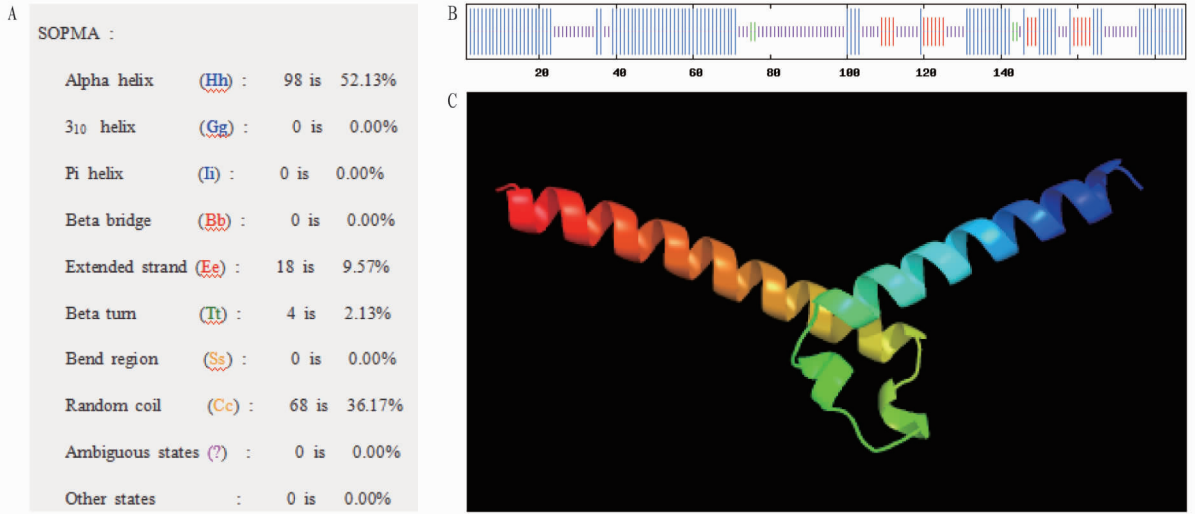 A
SOPMA :
Alpha helix (Hh) : 98 is 52.13%
3₁₀ helix (Gg) : 0 is 0.00%
Pi helix (Ii) : 0 is 0.00%
Beta bridge (Bb) : 0 is 0.00%
Extended strand (Ee) : 18 is 9.57%
Beta turn (Tt) : 4 is 2.13%
Bend region (Ss) : 0 is 0.00%
Random coil (Cc) : 68 is 36.17%
Ambiguous states (?) : 0 is 0.00%
Other states : 0 is 0.00%
B
20 40 60 80 100 120 140
C